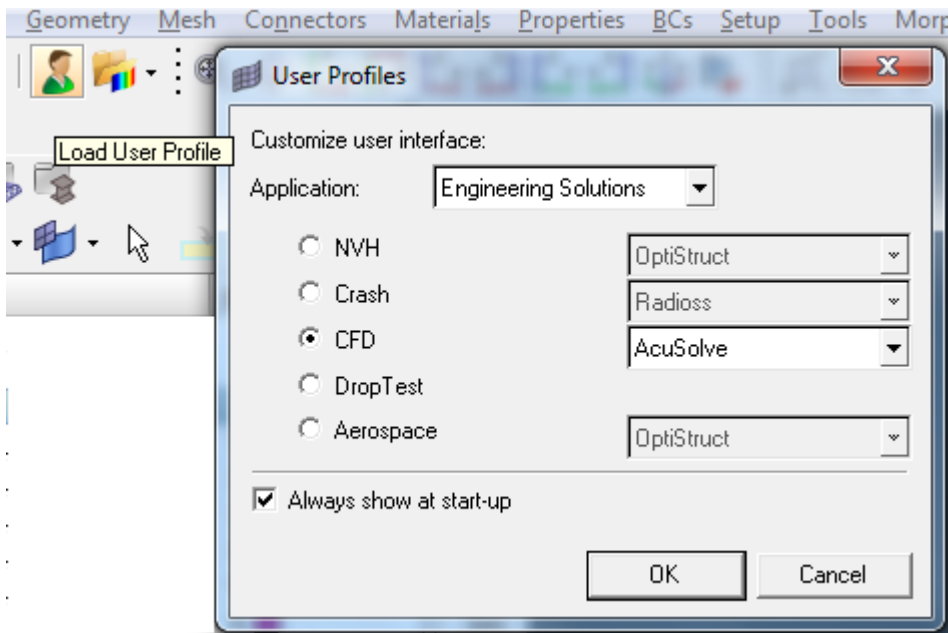 Geometry Mesh Connectors Materials Properties BCs Setup Tools Morp
User Profiles
Load User Profile
Customize user interface:
Application: Engineering Solutions
NVH OptiStruct
Crash Radioss
CFD AcuSolve
DropTest
Aerospace OptiStruct
Always show at start-up
OK Cancel